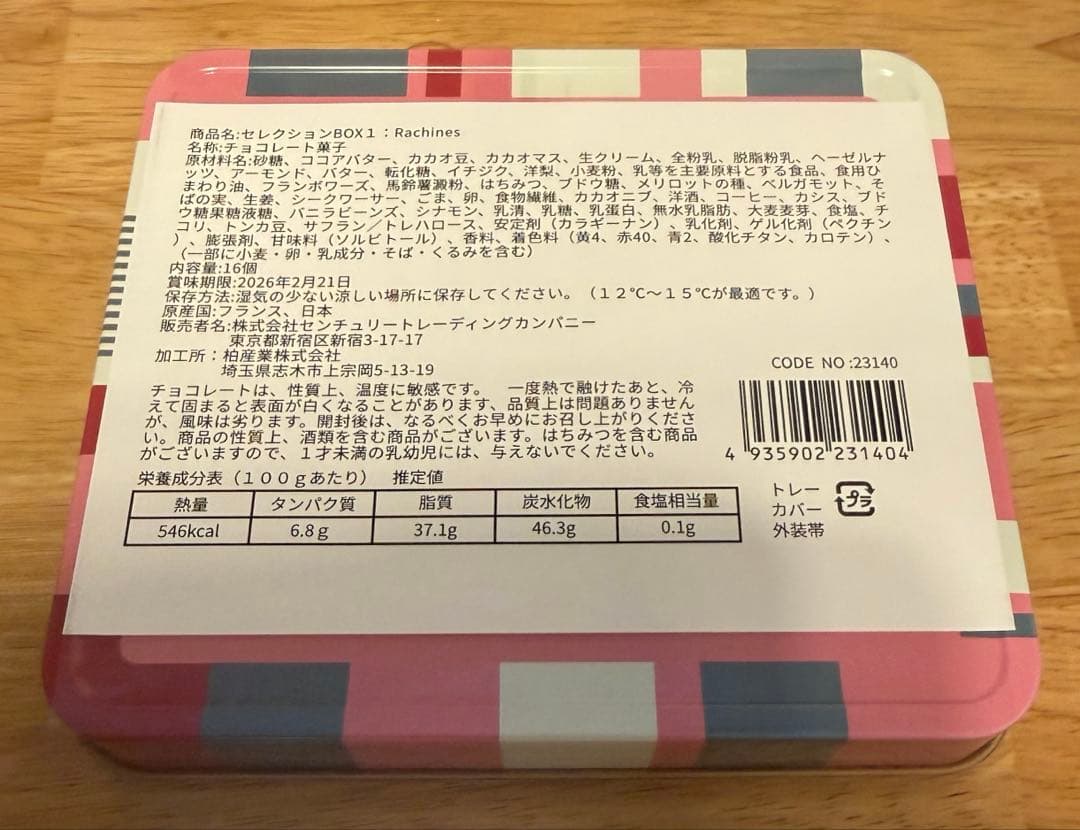 商品名:セレクションBOX１：Rachines
名称:チョコレート菓子
原材料名:砂糖、ココアバター、カカオ豆、カカオマス、生クリーム、全粉乳、脱脂粉乳、ヘーゼルナ
ッツ、アーモンド、バター、転化糖、イチジク、洋梨、小麦粉、乳等を主要原料とする食品、食用ひ
まわり油、フランボワーズ、馬鈴薯澱粉、はちみつ、ブドウ糖、メリロットの種、ベルガモット、そ
ばの実、生姜、シークワーサー、ごま、卵、食物繊維、カカオニブ、洋酒、コーヒー、カシス、ブド
ウ糖果糖液糖、バニラビーンズ、シナモン、乳清、乳糖、乳蛋白、無水乳脂肪、大麦麦芽、食塩、チ
コリ、トンカ豆、サフラン／トレハロース、安定剤（カラギーナン）、乳化剤、ゲル化剤（ペクチン
）、膨張剤、甘味料（ソルビトール）、香料、着色料（黄4、赤40、青2、酸化チタン、カロテン）、
（一部に小麦・卵・乳成分・そば・くるみを含む）
内容量:16個
賞味期限:2026年2月21日
保存方法:湿気の少ない涼しい場所に保存してください。（１２℃～１５℃が最適です。）
原産国:フランス、日本
販売者名:株式会社センチュリートレーディングカンパニー
東京都新宿区新宿3-17-17
加工所：柏産業株式会社
埼玉県志木市上宗岡5-13-19
CODE NO:23140
チョコレートは、性質上、温度に敏感です。　一度熱で融けたあと、冷
えて固まると表面が白くなることがあります、品質上は問題ありません
が、風味は劣ります。開封後は、なるべくお早めにお召し上がりくださ
い。商品の性質上、酒類を含む商品がございます。はちみつを含む商品
がございますので、１才未満の乳幼児には、与えないでください。
4 935902 231404
栄養成分表（１００ｇあたり）　推定値
熱量 タンパク質 脂質 炭水化物 食塩相当量
546kcal 6.8ｇ 37.1g 46.3g 0.1g
トレー
カバー
外装帯
プラ